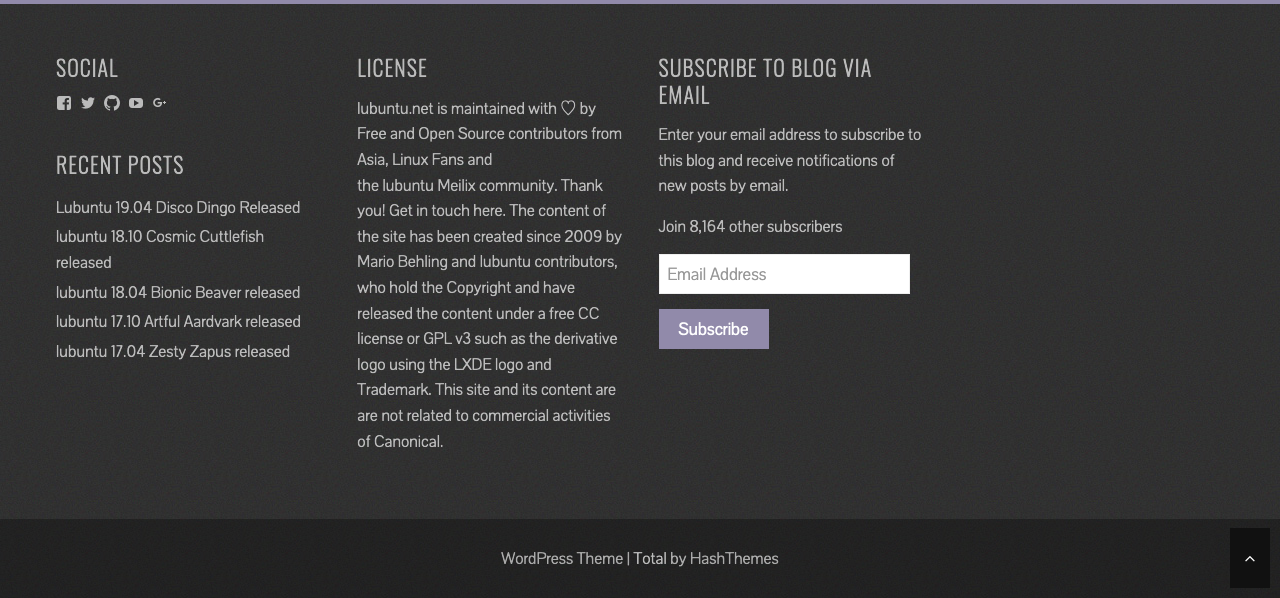 SOCIAL
RECENT POSTS
Lubuntu 19.04 Disco Dingo Released
lubuntu 18.10 Cosmic Cuttlefish
released
lubuntu 18.04 Bionic Beaver released
lubuntu 17.10 Artful Aardvark released
lubuntu 17.04 Zesty Zapus released
LICENSE
lubuntu.net is maintained with ♡ by
Free and Open Source contributors from
Asia, Linux Fans and
the lubuntu Meilix community. Thank
you! Get in touch here. The content of
the site has been created since 2009 by
Mario Behling and lubuntu contributors,
who hold the Copyright and have
released the content under a free CC
license or GPL v3 such as the derivative
logo using the LXDE logo and
Trademark. This site and its content are
are not related to commercial activities
of Canonical.
SUBSCRIBE TO BLOG VIA
EMAIL
Enter your email address to subscribe to
this blog and receive notifications of
new posts by email.
Join 8,164 other subscribers
Email Address
Subscribe
WordPress Theme | Total by HashThemes